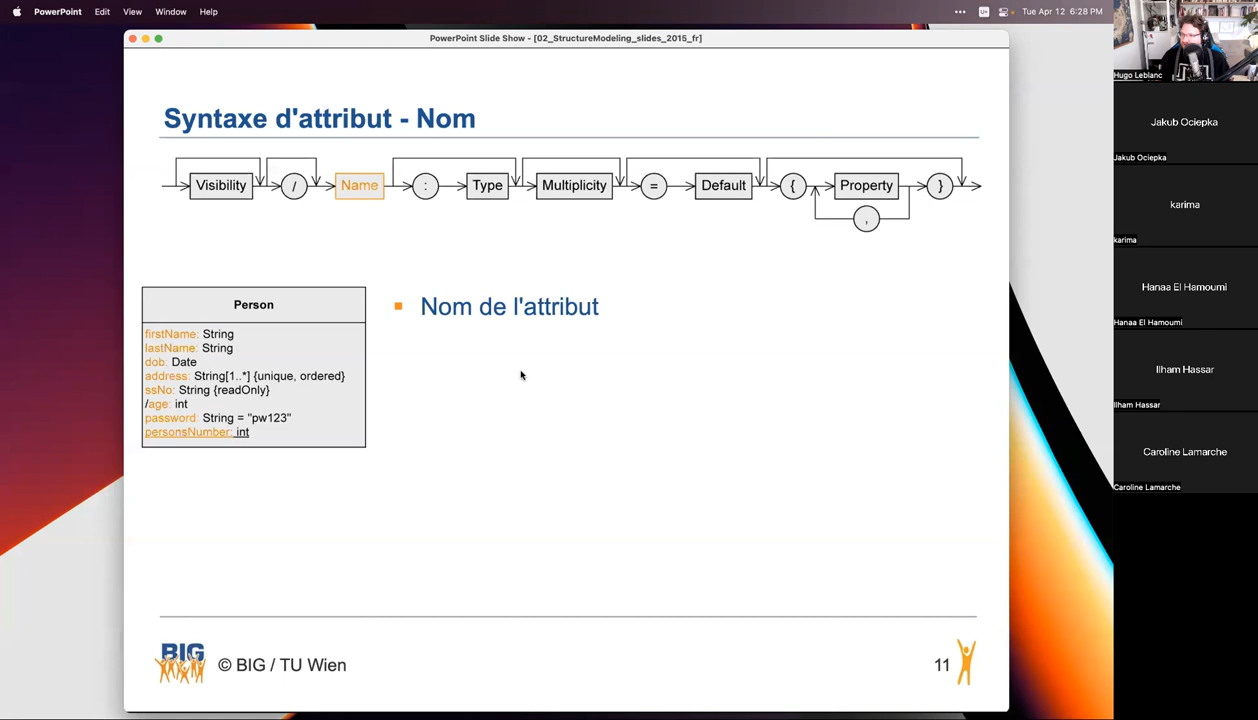 PowerPoint Edit View Window Help
••• U+ Tue Apr 12 6:28 PM
PowerPoint Slide Show - [02_StructureModeling_slides_2015_fr]
Syntaxe d'attribut - Nom
Visibility / Name : Type Multiplicity = Default { Property }
,
Person
firstName: String
lastName: String
dob: Date
address: String[1..*] {unique, ordered}
ssNo: String {readOnly}
/age: int
password: String = "pw123"
personsNumber: int
Nom de l'attribut
BIG
© BIG / TU Wien
11
Hugo Leblanc
Jakub Ociepka
Jakub Ociepka
karima
karima
Hanaa El Hamoumi
Hanaa El Hamoumi
Ilham Hassar
Ilham Hassar
Caroline Lamarche
Caroline Lamarche